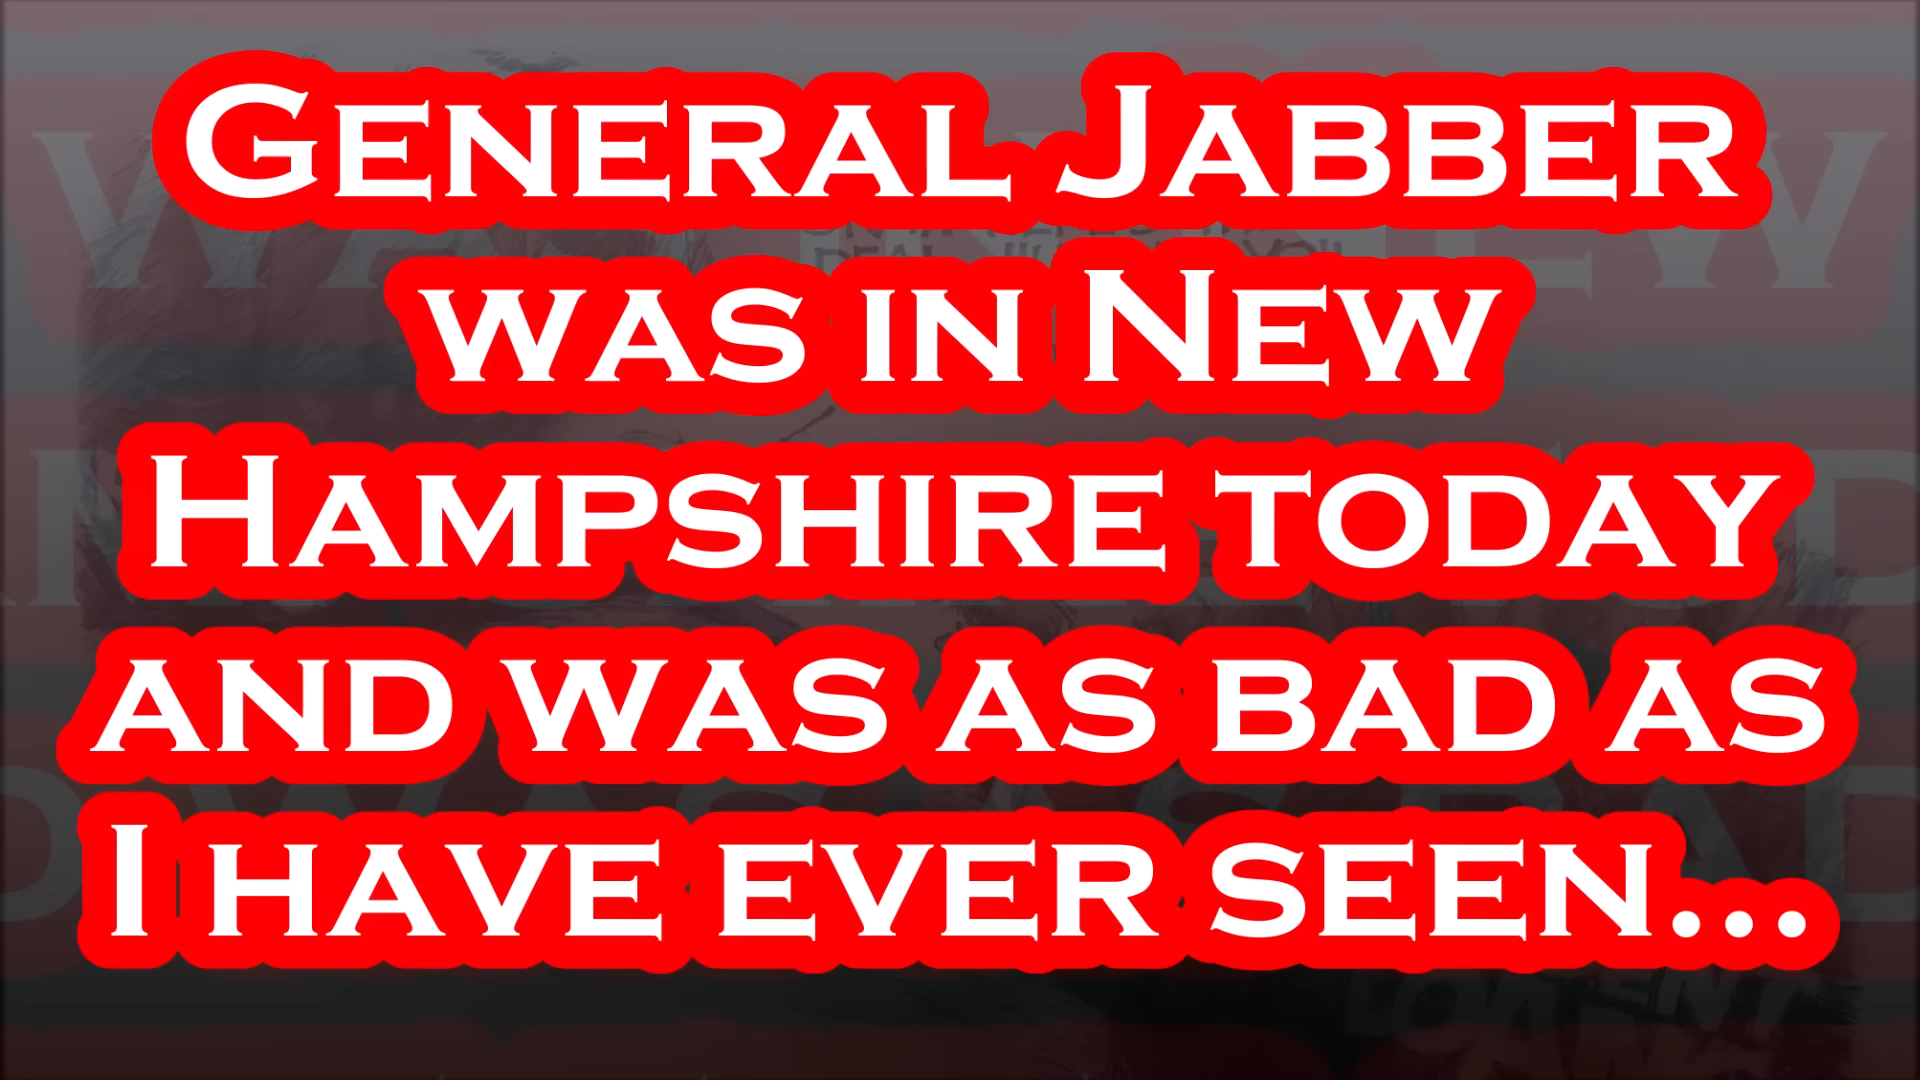 General Jabber
was in New
Hampshire today
and was as bad as
I have ever seen...